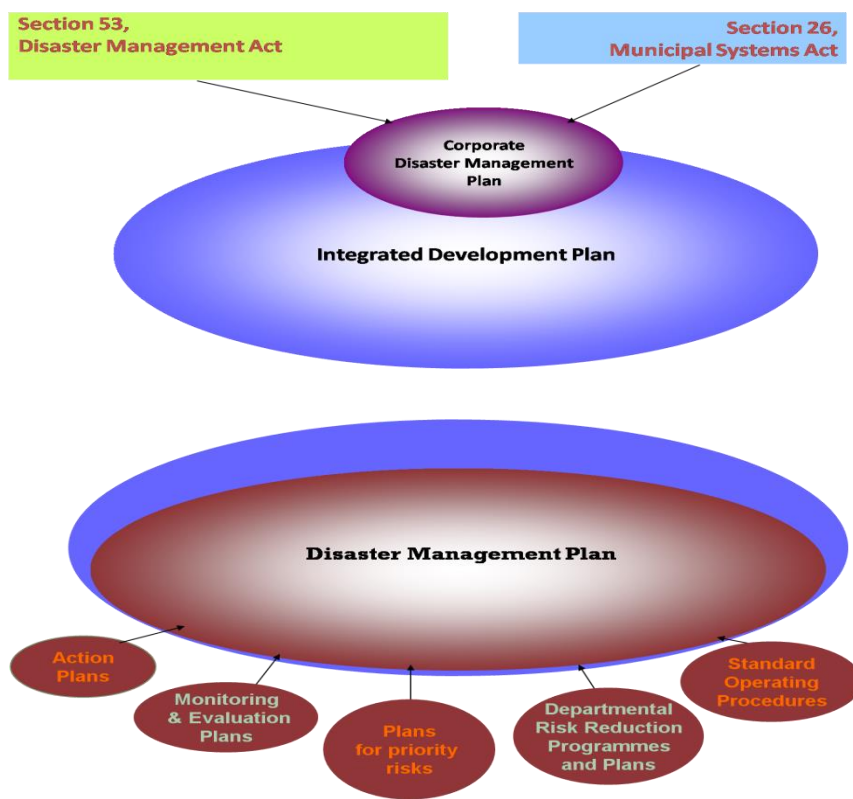 Section 53,
Disaster Management Act
Section 26,
Municipal Systems Act
Corporate
Disaster Management
Plan
Integrated Development Plan
Disaster Management Plan
Action
Plans
Monitoring
& Evaluation
Plans
Plans
for priority
risks
Departmental
Risk Reduction
Programmes
and Plans
Standard
Operating
Procedures